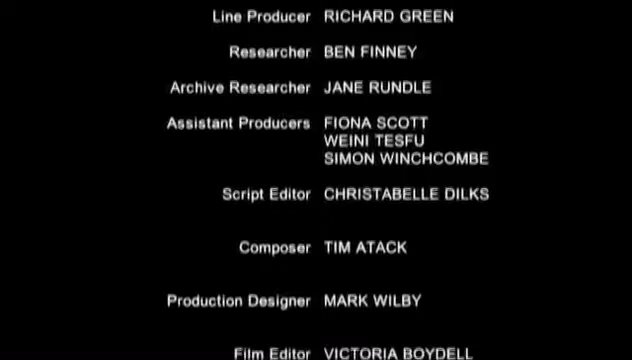 Line Producer RICHARD GREEN
Researcher BEN FINNEY
Archive Researcher JANE RUNDLE
Assistant Producers FIONA SCOTT
WEINI TESFU
SIMON WINCHCOMBE
Script Editor CHRISTABELLE DILKS
Composer TIM ATACK
Production Designer MARK WILBY
Film Editor VICTORIA BOYDELL